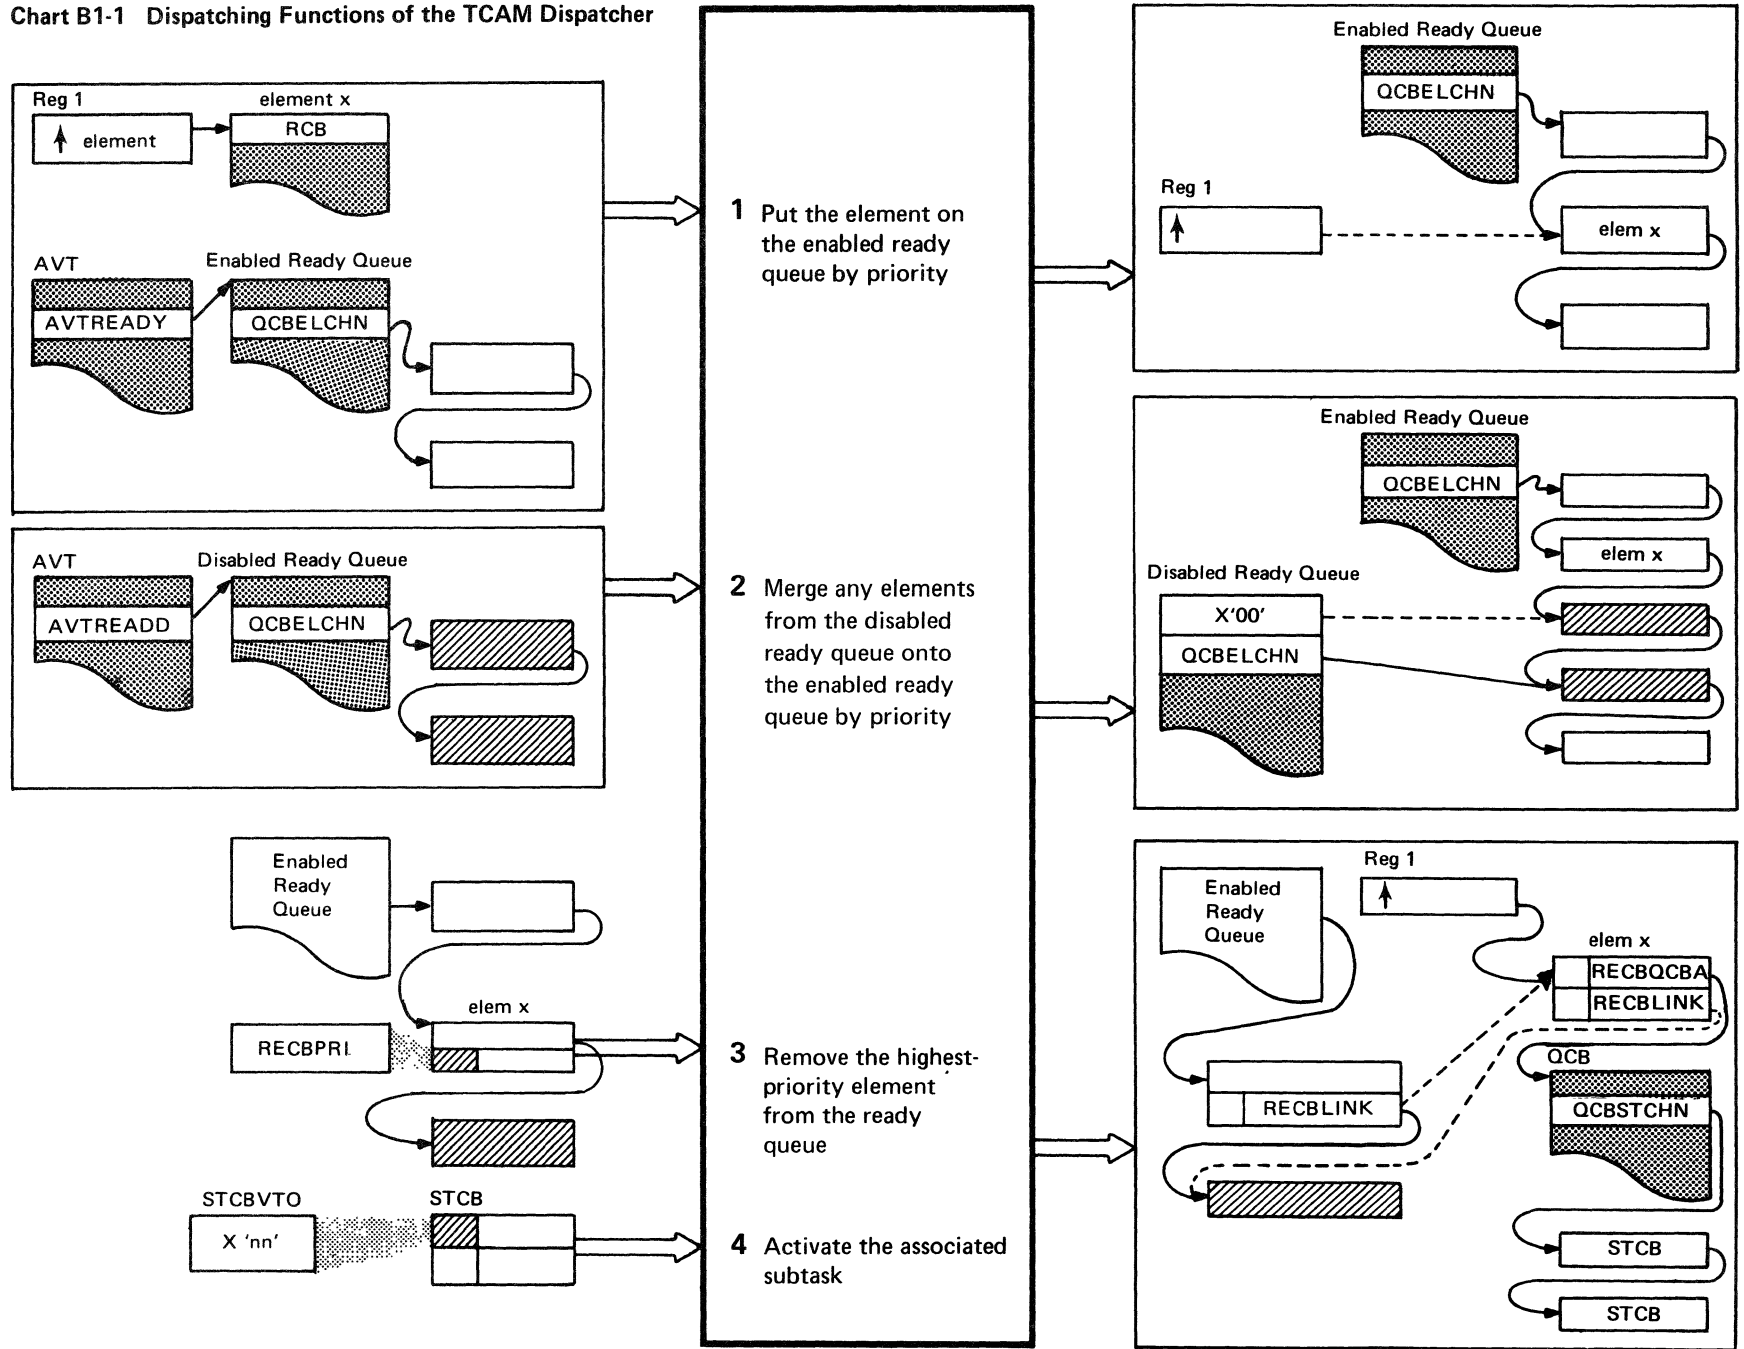 Chart B1-1 Dispatching Functions of the TCAM Dispatcher
Reg 1
element
element x
RCB
AVT
AVTREADY
Enabled Ready Queue
QCBELCHN
AVT
AVTREADD
Disabled Ready Queue
QCBELCHN
Enabled
Ready
Queue
elem x
RECBPRI
STCBVTO
X 'nn'
STCB
1 Put the element on
the enabled ready
queue by priority
2 Merge any elements
from the disabled
ready queue onto
the enabled ready
queue by priority
3 Remove the highest-
priority element
from the ready
queue
4 Activate the associated
subtask
Enabled Ready Queue
QCBELCHN
Reg 1
elem x
Enabled Ready Queue
QCBELCHN
elem x
Disabled Ready Queue
X'00'
QCBELCHN
Enabled
Ready
Queue
Reg 1
elem x
RECBQCBA
RECBLINK
RECBLINK
QCB
QCBSTCHN
STCB
STCB